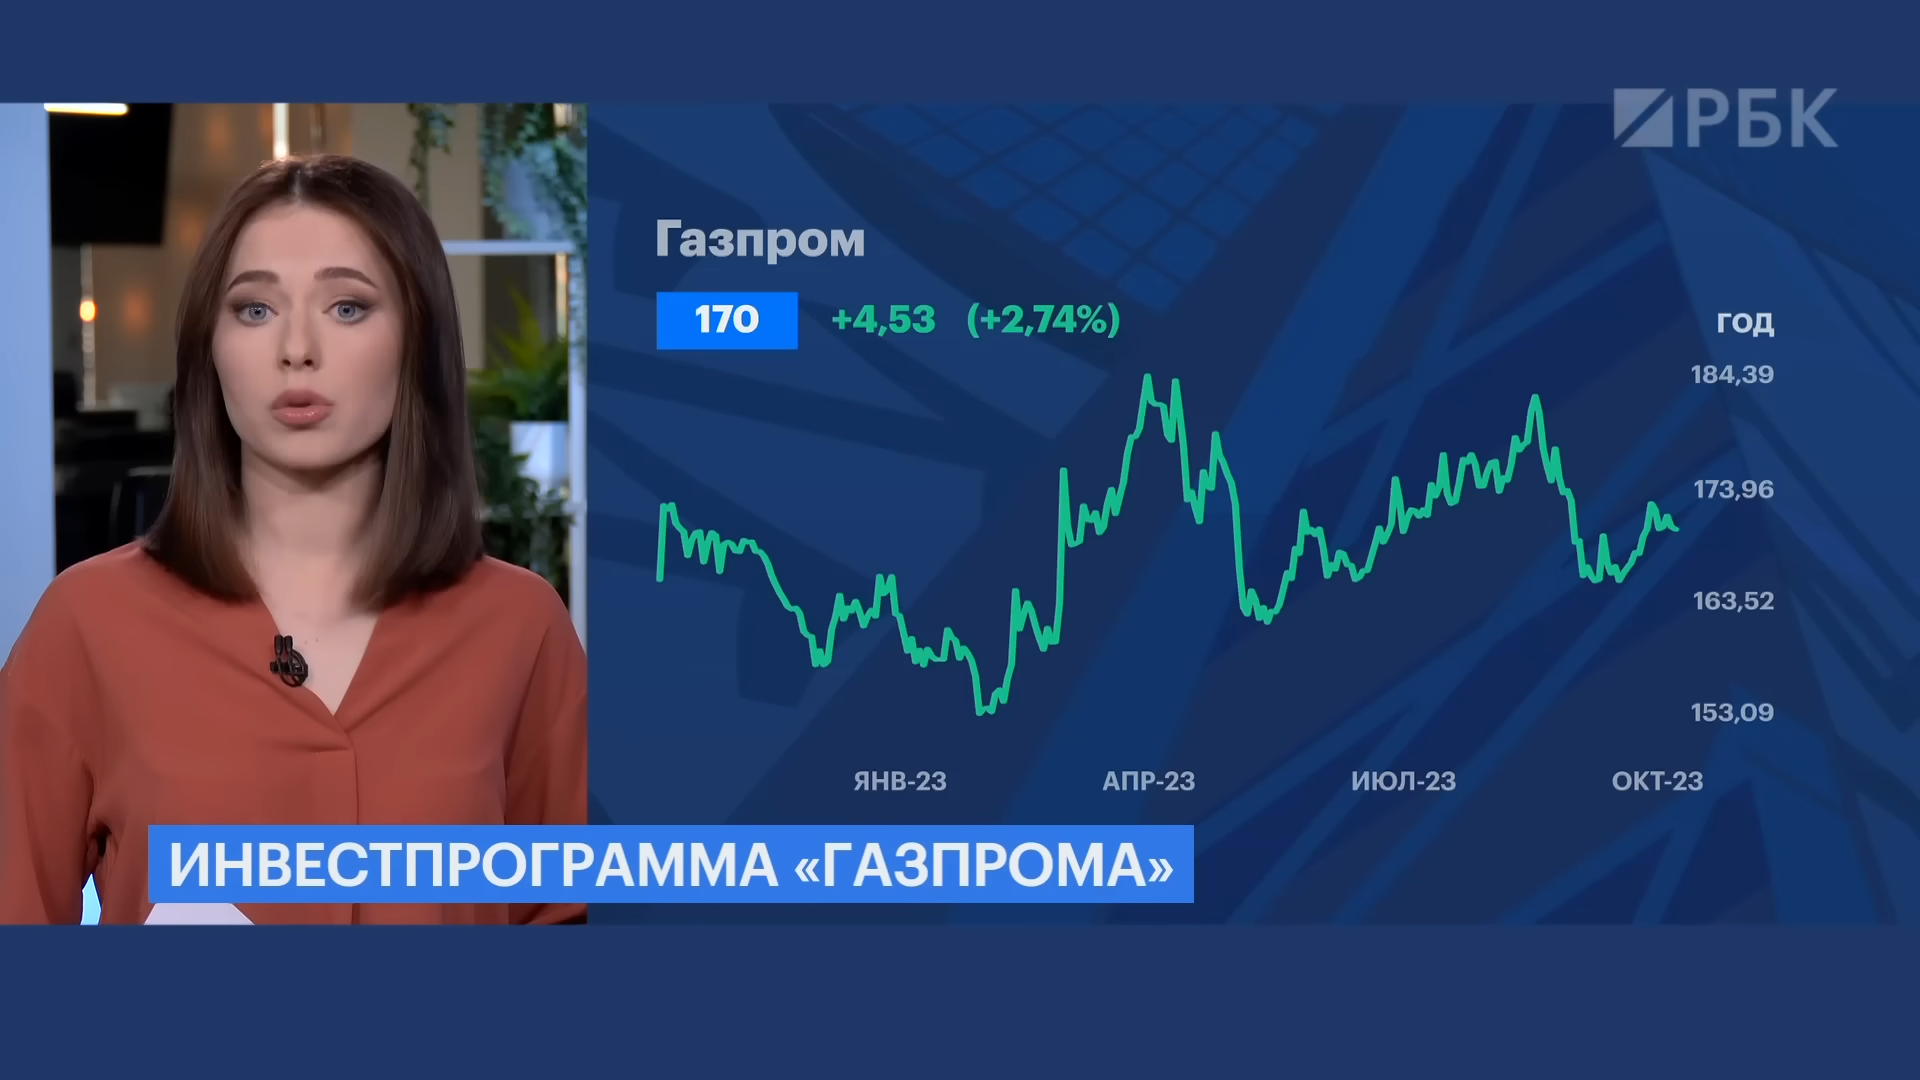 РБК
Газпром
170 +4,53 (+2,74%)
ГОД
184,39
173,96
163,52
153,09
ЯНВ-23 АПР-23 ИЮЛ-23 ОКТ-23
ИНВЕСТПРОГРАММА «ГАЗПРОМА»